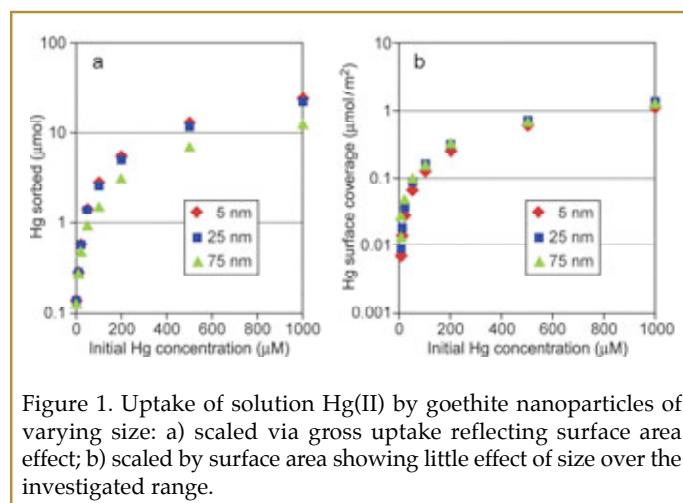 a
100
10
1
0.1
Hg sorbed (μmol)
5 nm
25 nm
75 nm
0 200 400 600 800 1000
Initial Hg concentration (μM)
b
10
1
0.1
0.01
0.001
Hg surface coverage (μmol/m²)
5 nm
25 nm
75 nm
0 200 400 600 800 1000
Initial Hg concentration (μM)
Figure 1. Uptake of solution Hg(II) by goethite nanoparticles of
varying size: a) scaled via gross uptake reflecting surface area
effect; b) scaled by surface area showing little effect of size over the
investigated range.